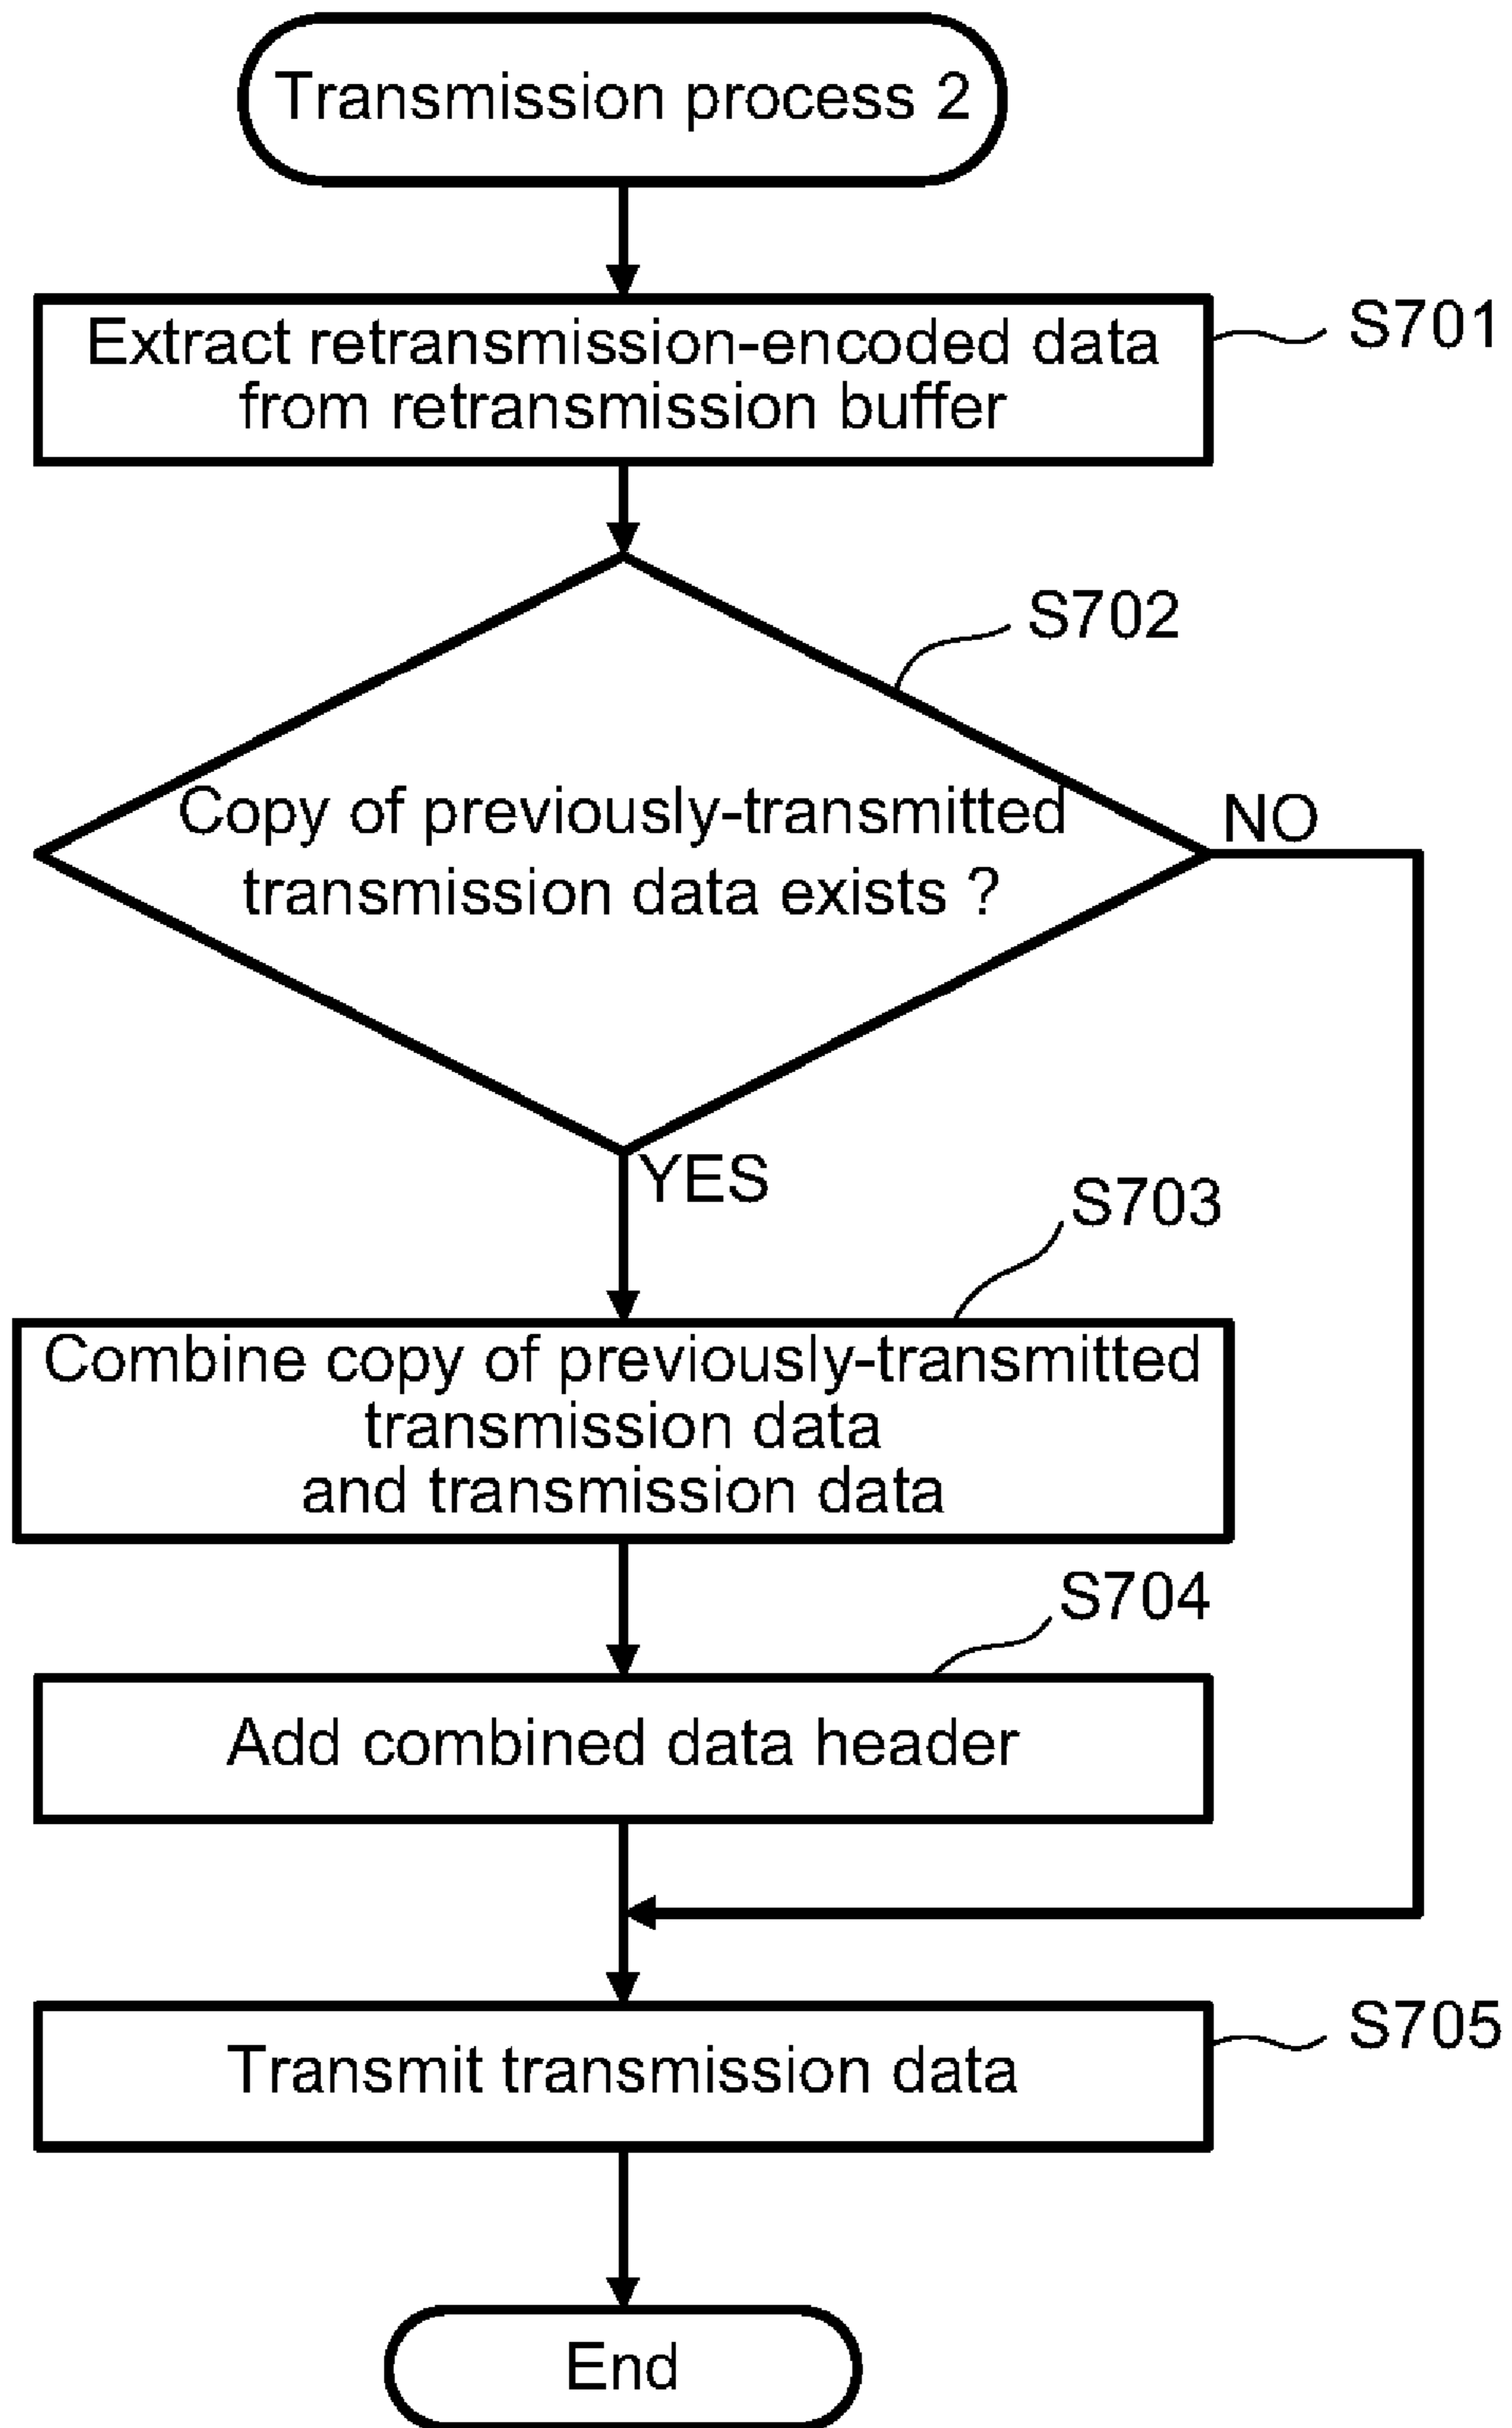 Transmission process 2
Extract retransmission-encoded data
from retransmission buffer
S701
S702
Copy of previously-transmitted
transmission data exists ?
NO
YES
S703
Combine copy of previously-transmitted
transmission data
and transmission data
S704
Add combined data header
S705
Transmit transmission data
End